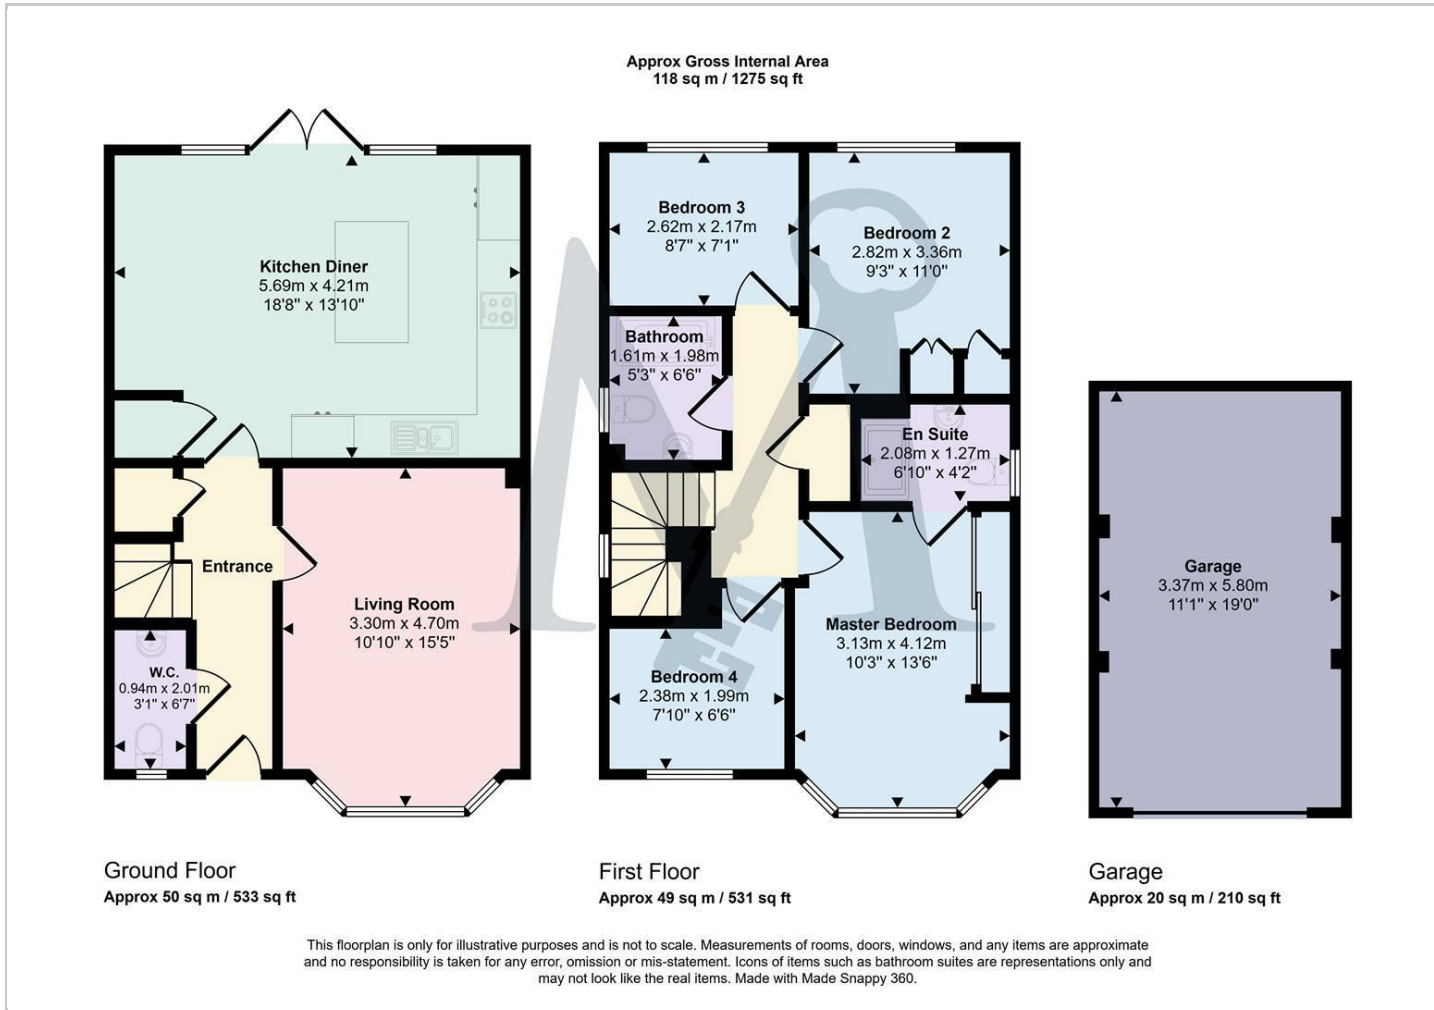 Approx Gross Internal Area
118 sq m / 1275 sq ft
Kitchen Diner
5.69m x 4.21m
18'8" x 13'10"
Entrance
Living Room
3.30m x 4.70m
10'10" x 15'5"
W.C.
0.94m x 2.01m
3'1" x 6'7"
Ground Floor
Approx 50 sq m / 533 sq ft
Bedroom 3
2.62m x 2.17m
8'7" x 7'1"
Bedroom 2
2.82m x 3.36m
9'3" x 11'0"
Bathroom
1.61m x 1.98m
5'3" x 6'6"
En Suite
2.08m x 1.27m
6'10" x 4'2"
Master Bedroom
3.13m x 4.12m
10'3" x 13'6"
Bedroom 4
2.38m x 1.99m
7'10" x 6'6"
First Floor
Approx 49 sq m / 531 sq ft
Garage
3.37m x 5.80m
11'1" x 19'0"
Garage
Approx 20 sq m / 210 sq ft
This floorplan is only for illustrative purposes and is not to scale. Measurements of rooms, doors, windows, and any items are approximate
and no responsibility is taken for any error, omission or mis-statement. Icons of items such as bathroom suites are representations only and
may not look like the real items. Made with Made Snappy 360.